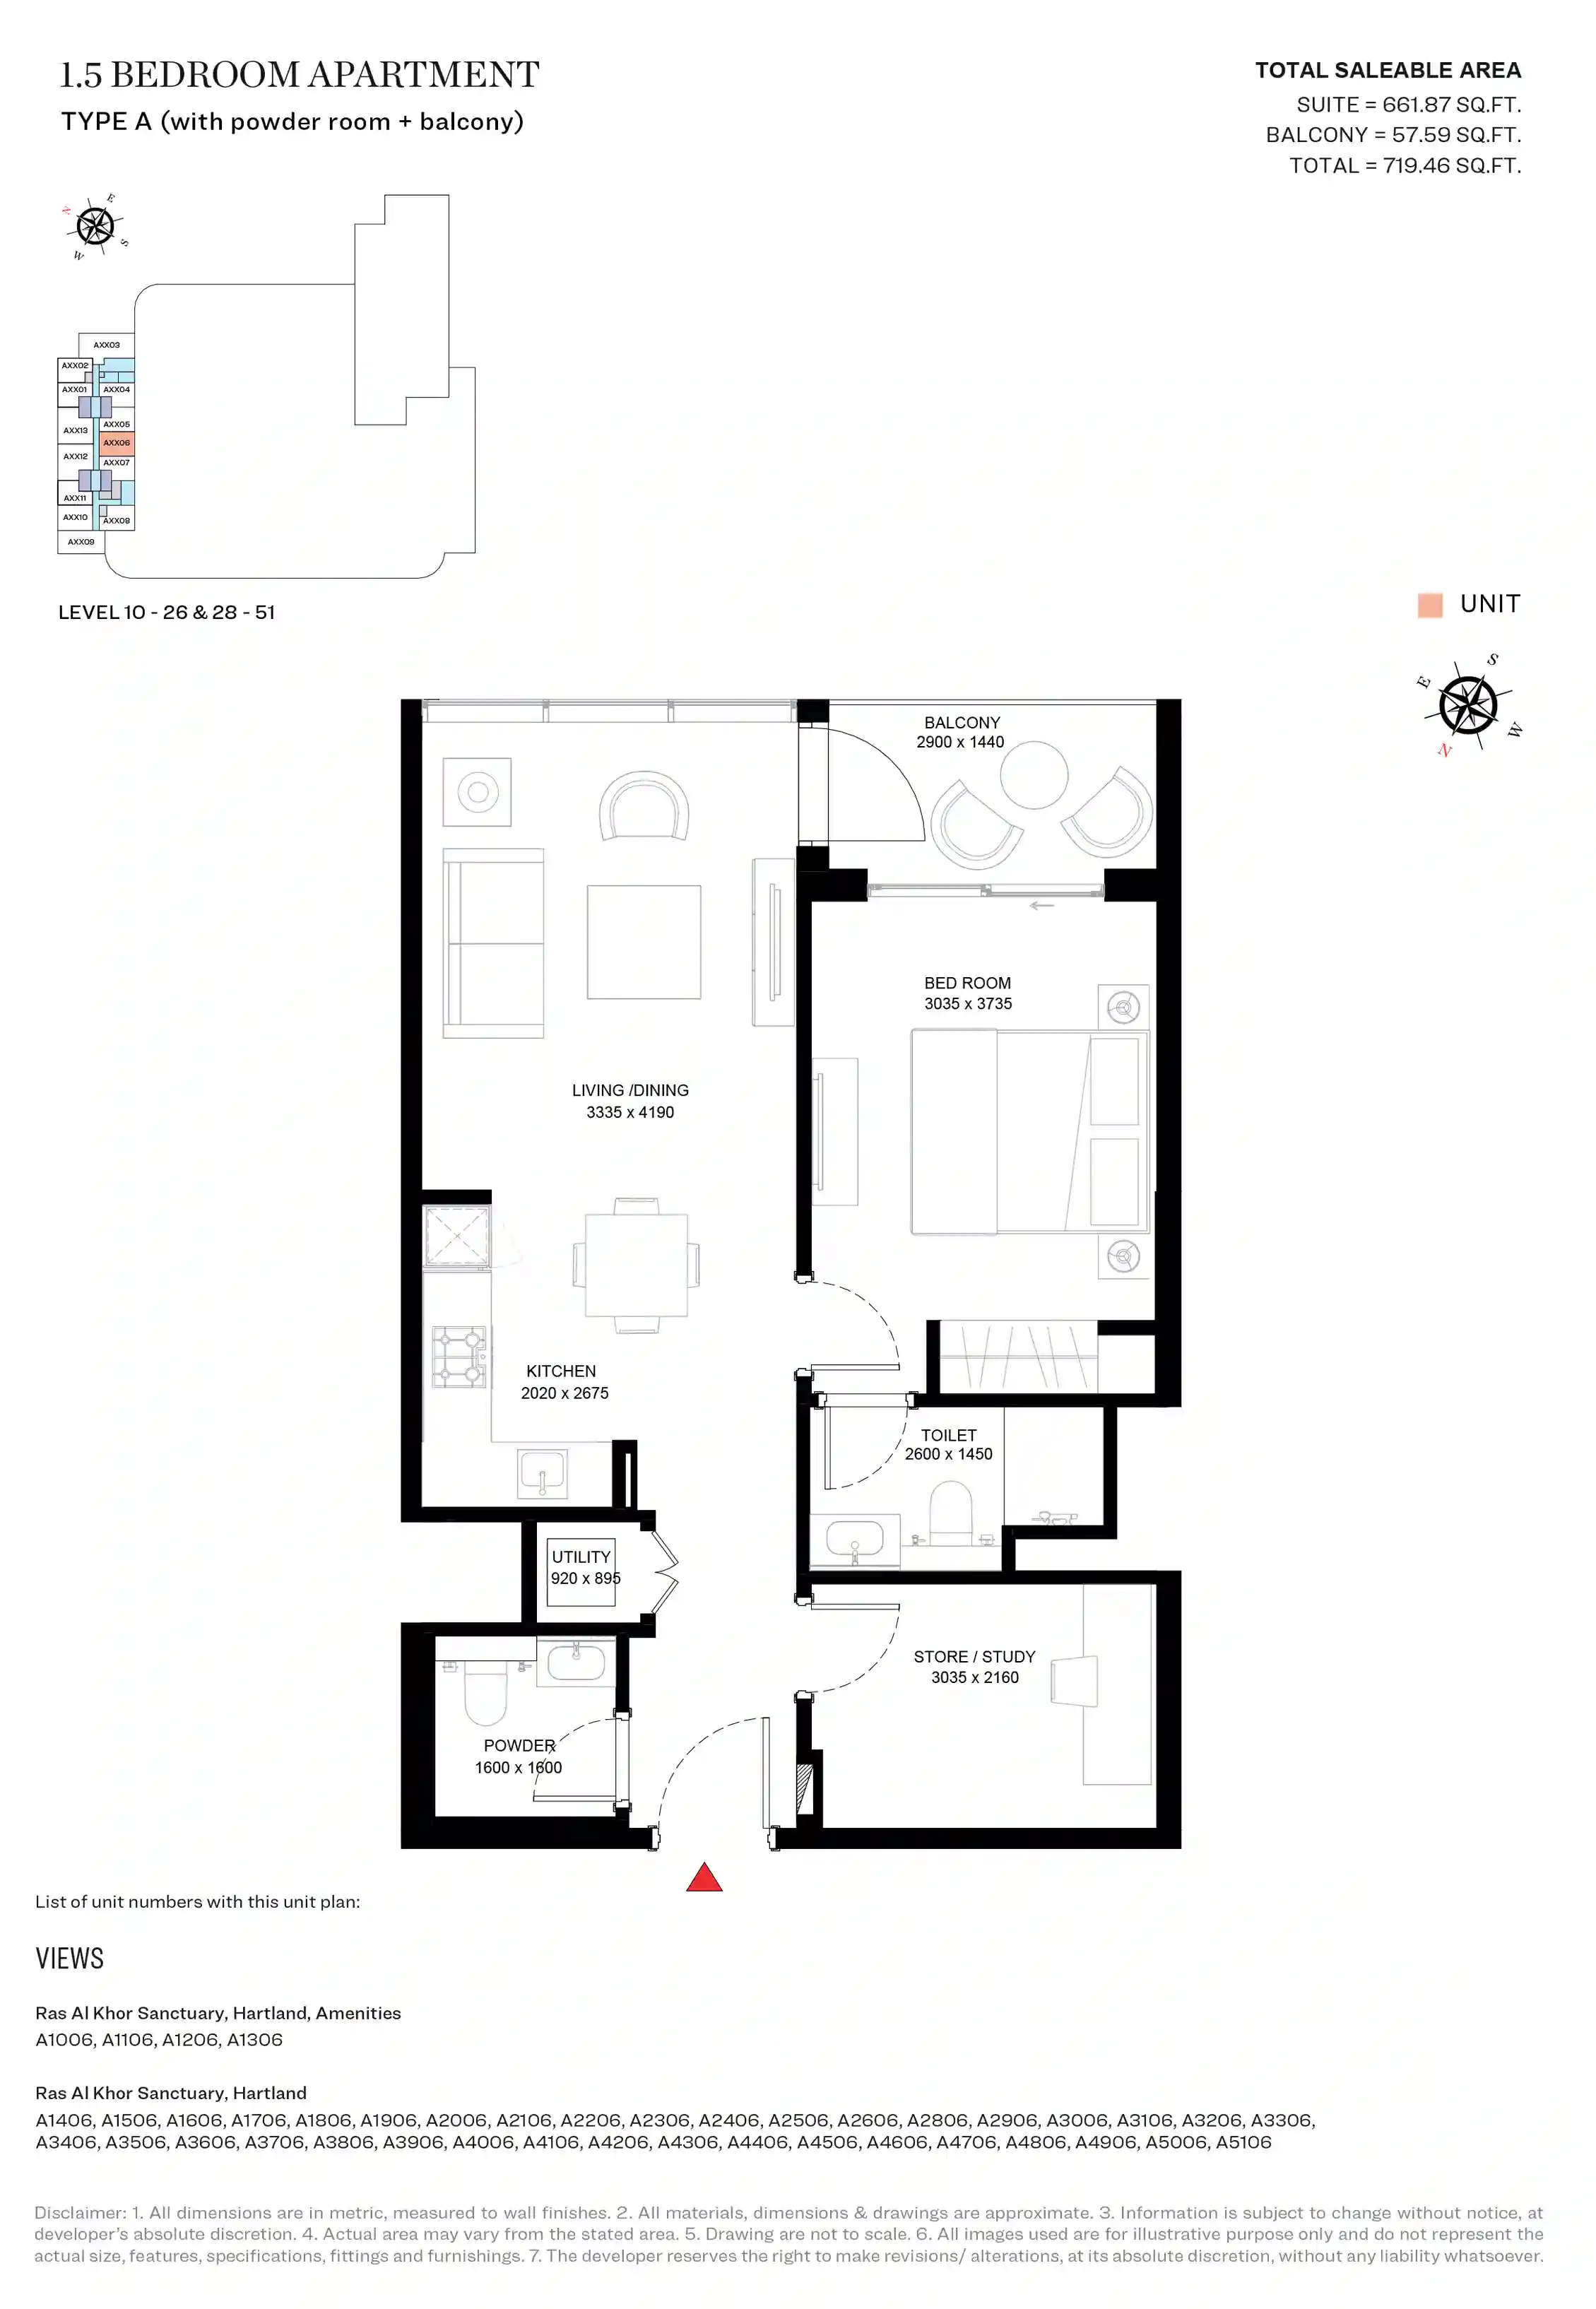 1.5 BEDROOM APARTMENT
TYPE A (with powder room + balcony)
TOTAL SALEABLE AREA
SUITE = 661.87 SQ.FT.
BALCONY = 57.59 SQ.FT.
TOTAL = 719.46 SQ.FT.
N E
W S
AXX03
AXX02
AXX01 AXX04
AXX05
AXX13
AXX06
AXX12
AXX07
AXX11
AXX10 AXX08
AXX09
LEVEL 10 - 26 & 28 - 51
UNIT
E S
N W
BALCONY
2900 x 1440
BED ROOM
3035 x 3735
LIVING /DINING
3335 x 4190
KITCHEN
2020 x 2675
TOILET
2600 x 1450
UTILITY
920 x 895
STORE / STUDY
3035 x 2160
POWDER
1600 x 1600
List of unit numbers with this unit plan:
VIEWS
Ras Al Khor Sanctuary, Hartland, Amenities
A1006, A1106, A1206, A1306
Ras Al Khor Sanctuary, Hartland
A1406, A1506, A1606, A1706, A1806, A1906, A2006, A2106, A2206, A2306, A2406, A2506, A2606, A2806, A2906, A3006, A3106, A3206, A3306,
A3406, A3506, A3606, A3706, A3806, A3906, A4006, A4106, A4206, A4306, A4406, A4506, A4606, A4706, A4806, A4906, A5006, A5106
Disclaimer: 1. All dimensions are in metric, measured to wall finishes. 2. All materials, dimensions & drawings are approximate. 3. Information is subject to change without notice, at
developer's absolute discretion. 4. Actual area may vary from the stated area. 5. Drawing are not to scale. 6. All images used are for illustrative purpose only and do not represent the
actual size, features, specifications, fittings and furnishings. 7. The developer reserves the right to make revisions/ alterations, at its absolute discretion, without any liability whatsoever.